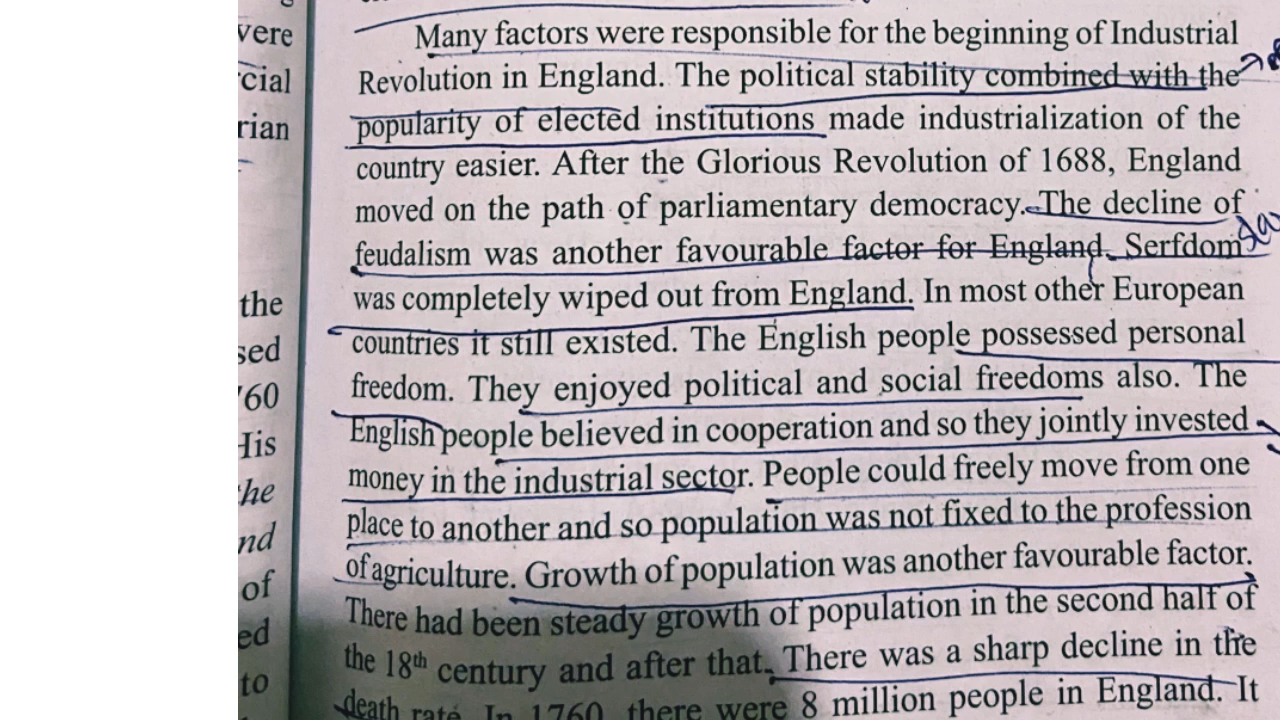 vere
cial
rian
the
sed
'60
His
he
nd
of
ed
to
Many factors were responsible for the beginning of Industrial
Revolution in England. The political stability combined with the
popularity of elected institutions made industrialization of the
country easier. After the Glorious Revolution of 1688, England
moved on the path of parliamentary democracy. The decline of
feudalism was another favourable factor for England. Serfdom
was completely wiped out from England. In most other European
countries it still existed. The English people possessed personal
freedom. They enjoyed political and social freedoms also. The
English people believed in cooperation and so they jointly invested
money in the industrial sector. People could freely move from one
place to another and so population was not fixed to the profession
of agriculture. Growth of population was another favourable factor.
There had been steady growth of population in the second half of
the 18th century and after that. There was a sharp decline in the
death rate. In 1760, there were 8 million people in England. It